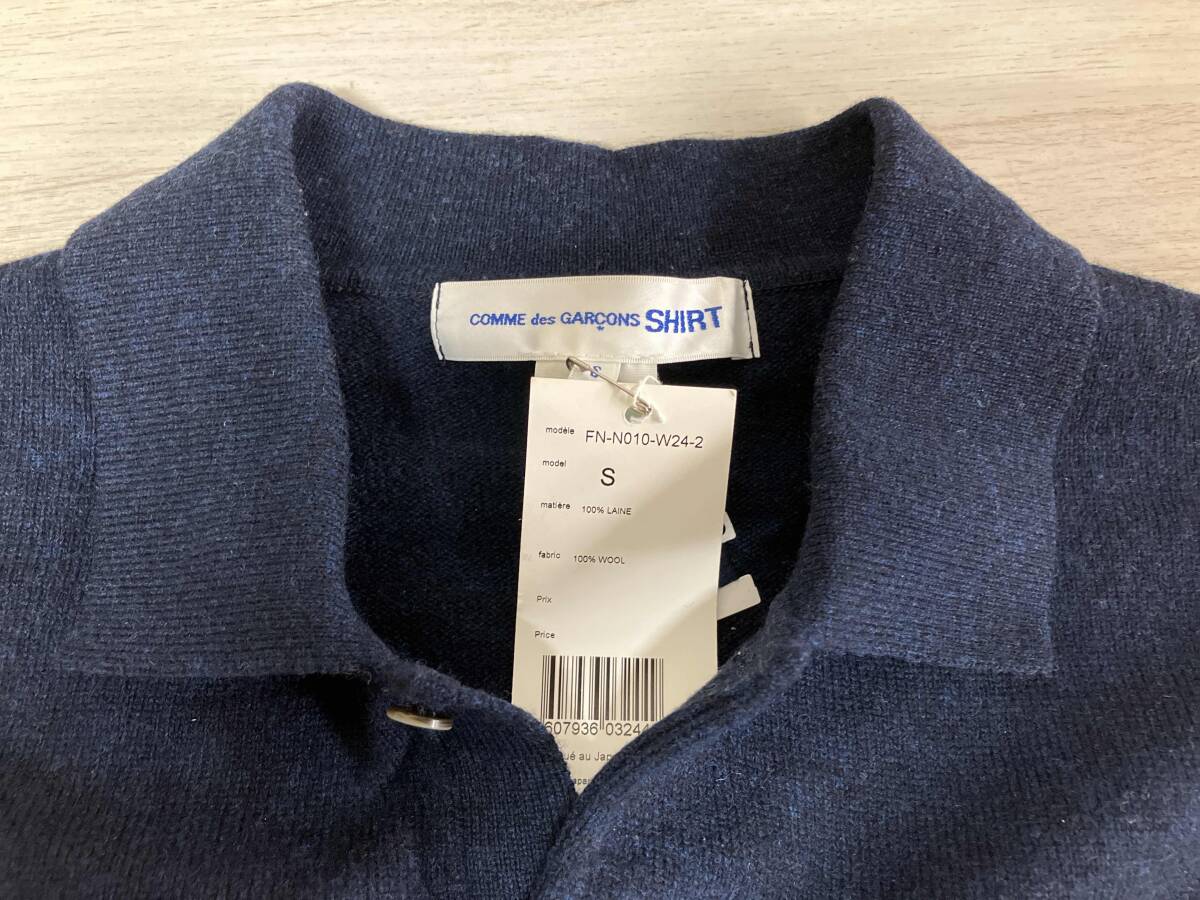 COMME des GARÇONS SHIRT
S
modèle FN-N010-W24-2
model S
matière 100% LAINE
fabric 100% WOOL
Prix
Price
607936 0324